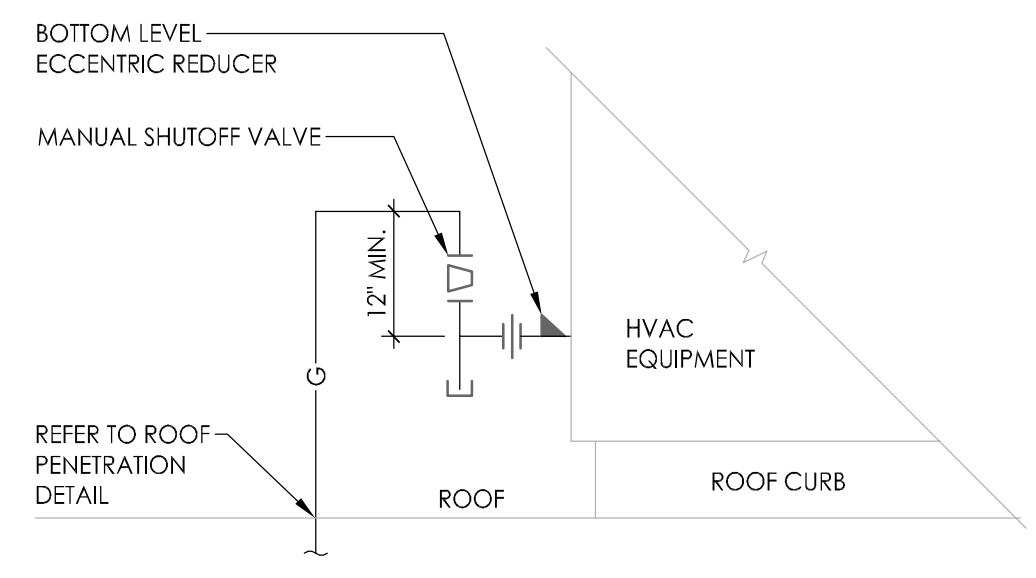 BOTTOM LEVEL
ECCENTRIC REDUCER
MANUAL SHUTOFF VALVE
12" MIN.
G
HVAC
EQUIPMENT
REFER TO ROOF
PENETRATION
DETAIL
ROOF
ROOF CURB